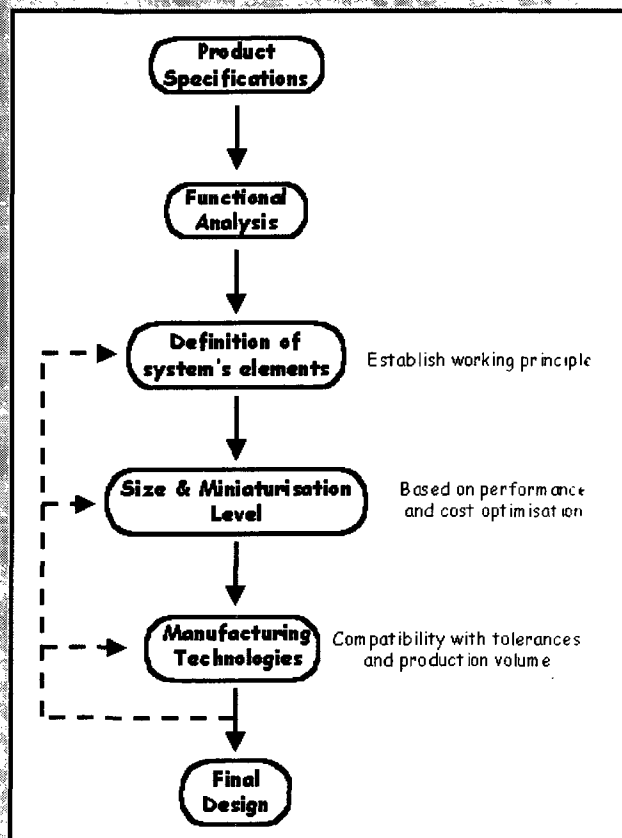 Product
Specifications
Functional
Analysis
Definition of
system's elements
Establish working principle
Size & Miniaturisation
Level
Based on performance
and cost optimisation
Manufacturing
Technologies
Compatibility with tolerances
and production volume
Final
Design